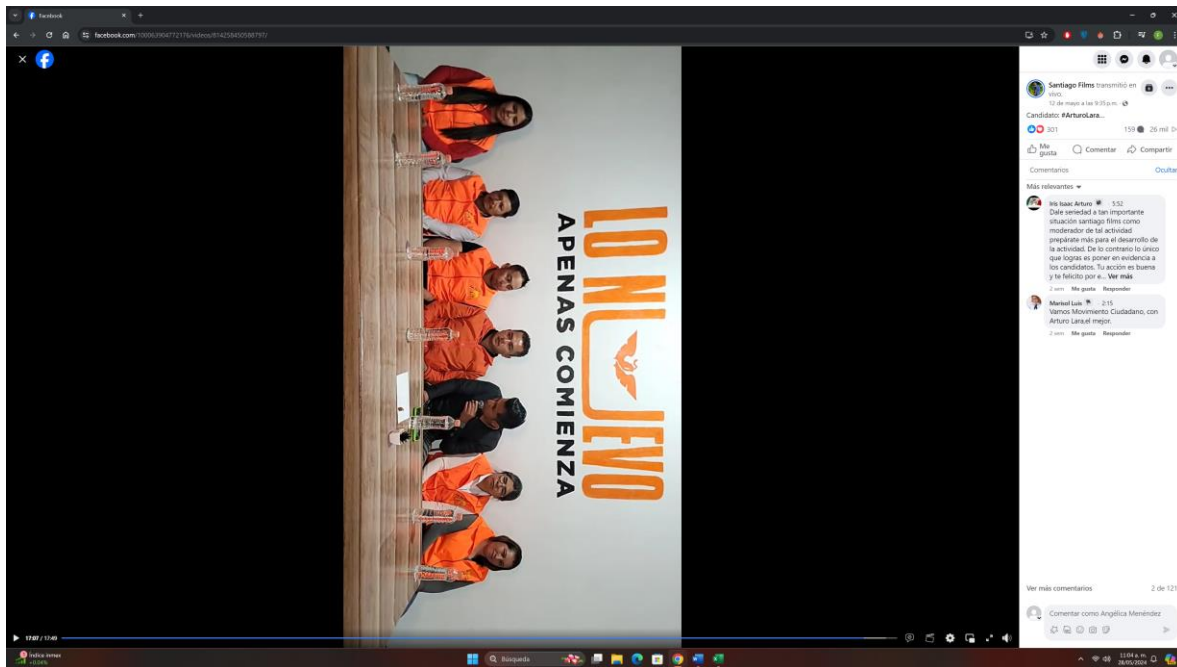 Facebook
facebook.com/100063904772176/videos/814258450588797/
LO NUEVO
APENAS COMIENZA
17:07 / 17:49
Santiago Films transmitió en vivo.
12 de mayo a las 9:35 p.m.
Candidato: #ArturoLara...
301
159
26 mil
Me gusta
Comentar
Compartir
Comentarios
Ocultar
Más relevantes
Iris Isaac Arturo · 5:52
Dale seriedad a tan importante
situación santiago films como
moderador de tal actividad
prepárate más para el desarrollo de
la actividad. De lo contrario lo único
que logras es poner en evidencia a
los candidatos. Tu acción es buena
y te felicito por e... Ver más
2 sem Me gusta Responder
Marisol Luis · 2:15
Vamos Movimiento Ciudadano, con
Arturo Lara,el mejor.
2 sem Me gusta Responder
Ver más comentarios
2 de 121
Comentar como Angélica Menéndez
Índice inmes
+0.04%
Búsqueda
11:04 a. m.
26/05/2024